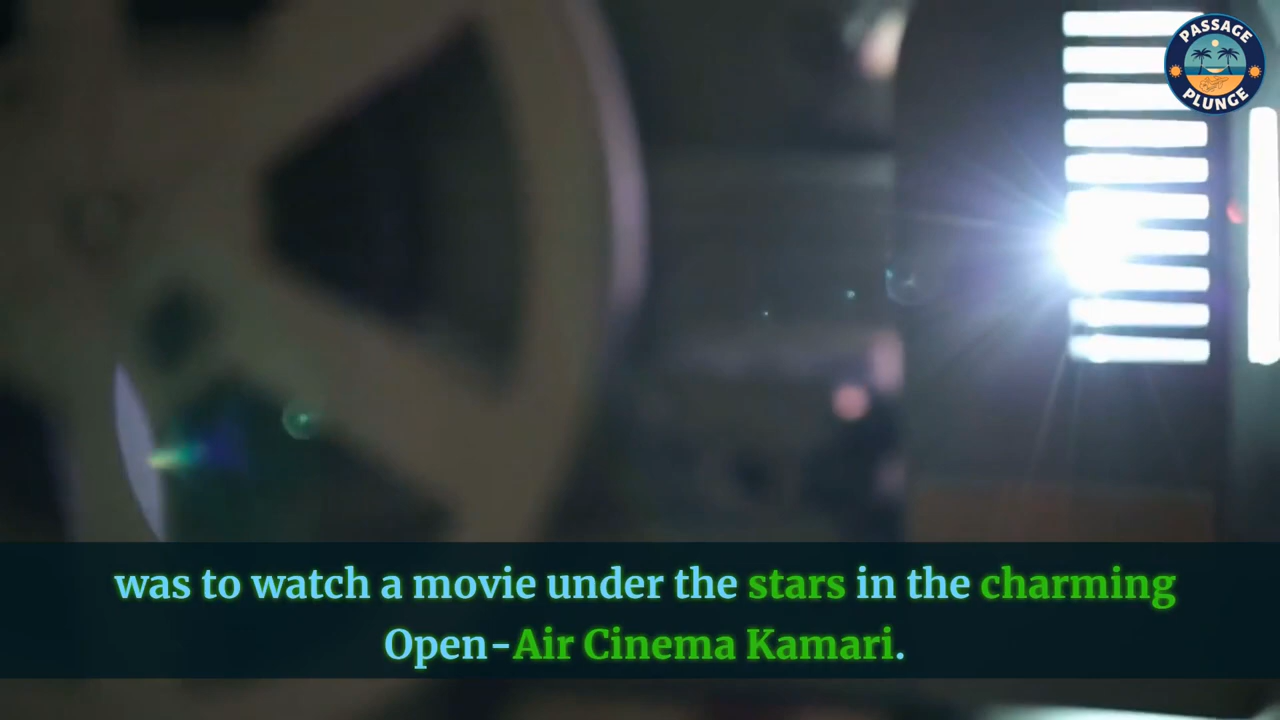 PASSAGE
PLUNGE
was to watch a movie under the stars in the charming
Open-Air Cinema Kamari.